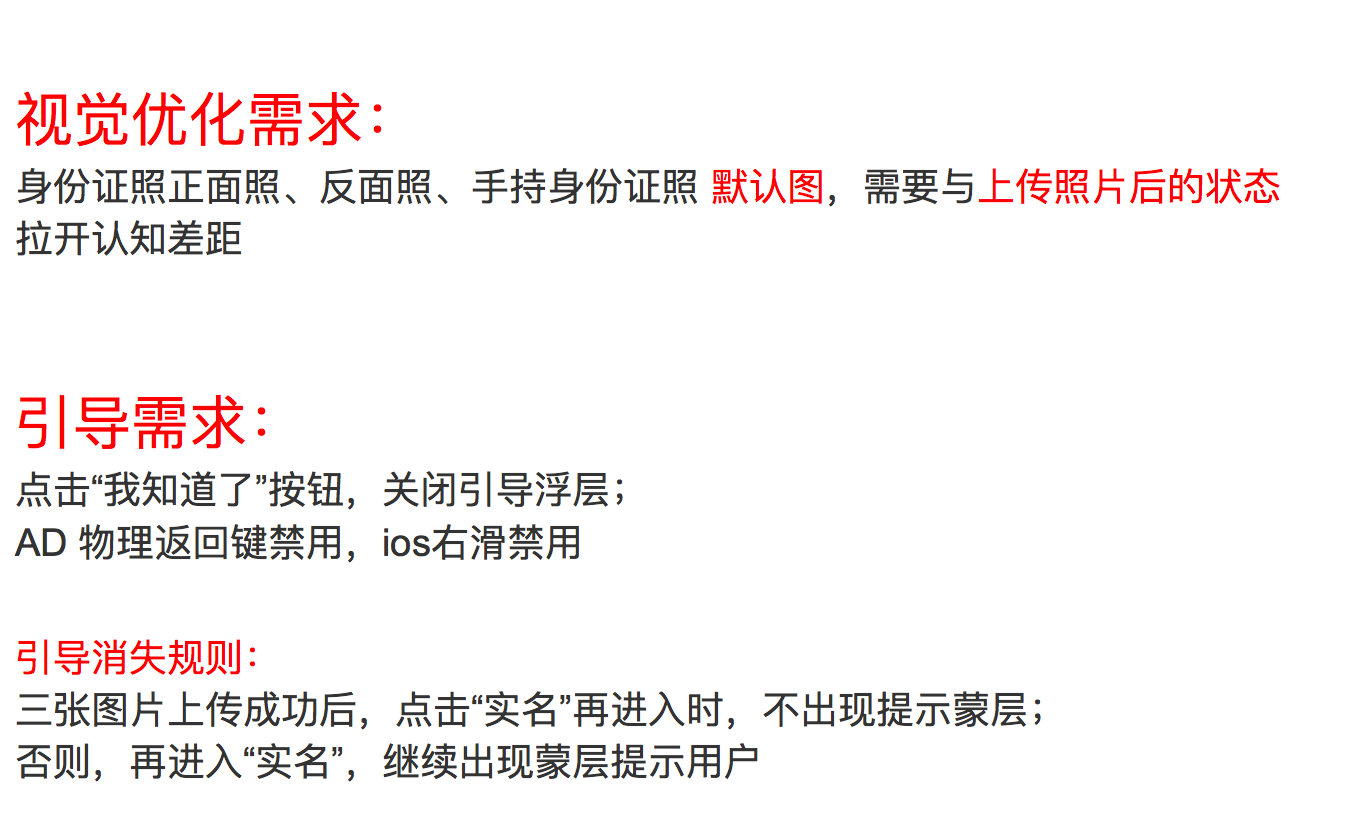 视觉优化需求：
身份证照正面照、反面照、手持身份证照 默认图，需要与上传照片后的状态
拉开认知差距
引导需求：
点击“我知道了”按钮，关闭引导浮层；
AD 物理返回键禁用，ios右滑禁用
引导消失规则：
三张图片上传成功后，点击“实名”再进入时，不出现提示蒙层；
否则，再进入“实名”，继续出现蒙层提示用户